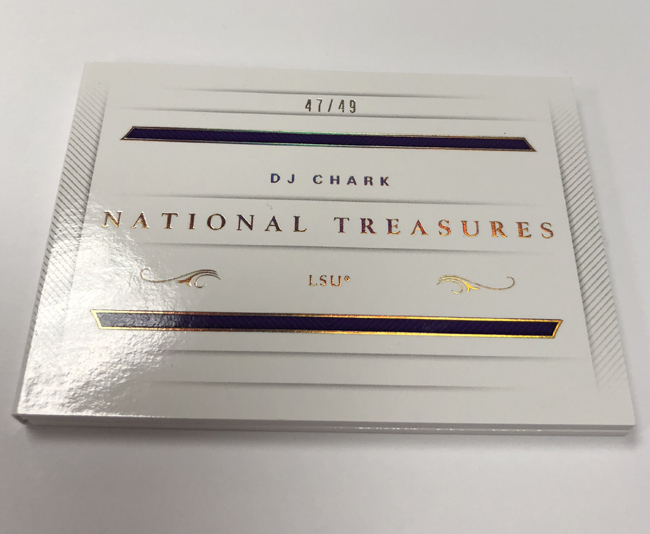 47/49
DJ CHARK
NATIONAL TREASURES
LSU®